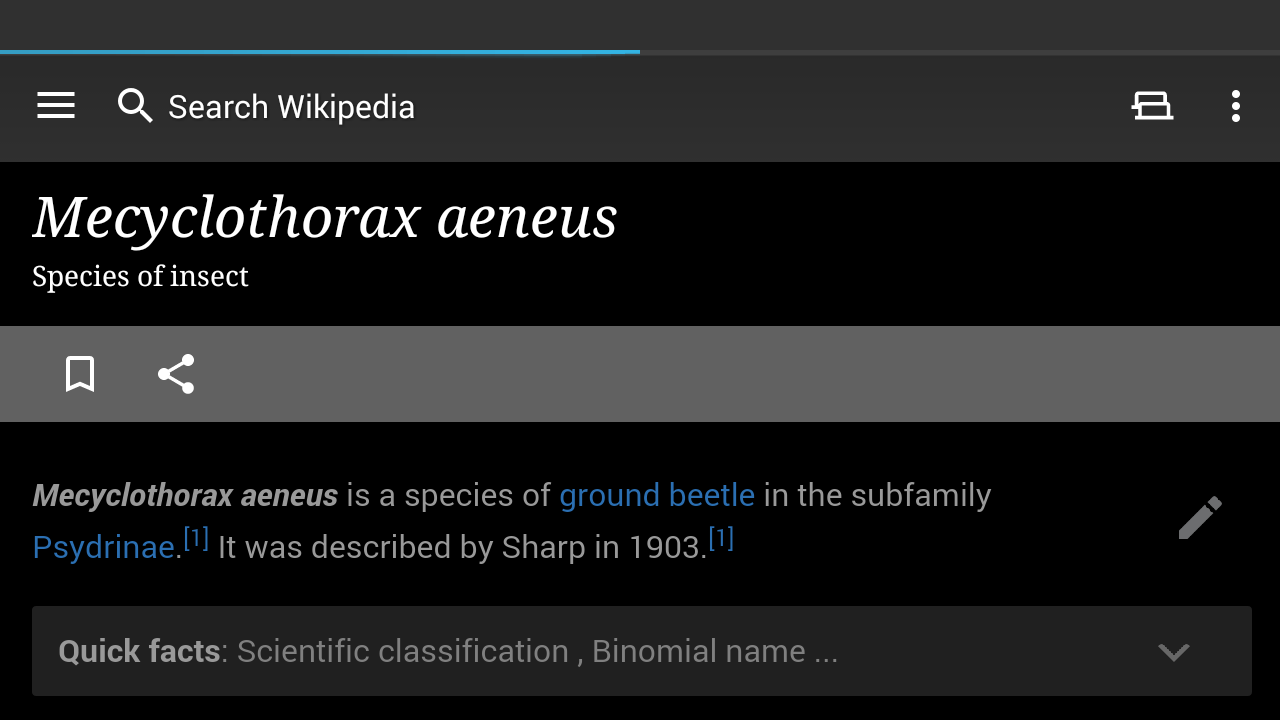 Search Wikipedia
Mecyclothorax aeneus
Species of insect
Mecyclothorax aeneus is a species of ground beetle in the subfamily
Psydrinae.[1] It was described by Sharp in 1903.[1]
Quick facts: Scientific classification , Binomial name ...